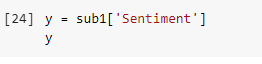 [24] y = sub1['Sentiment']
y